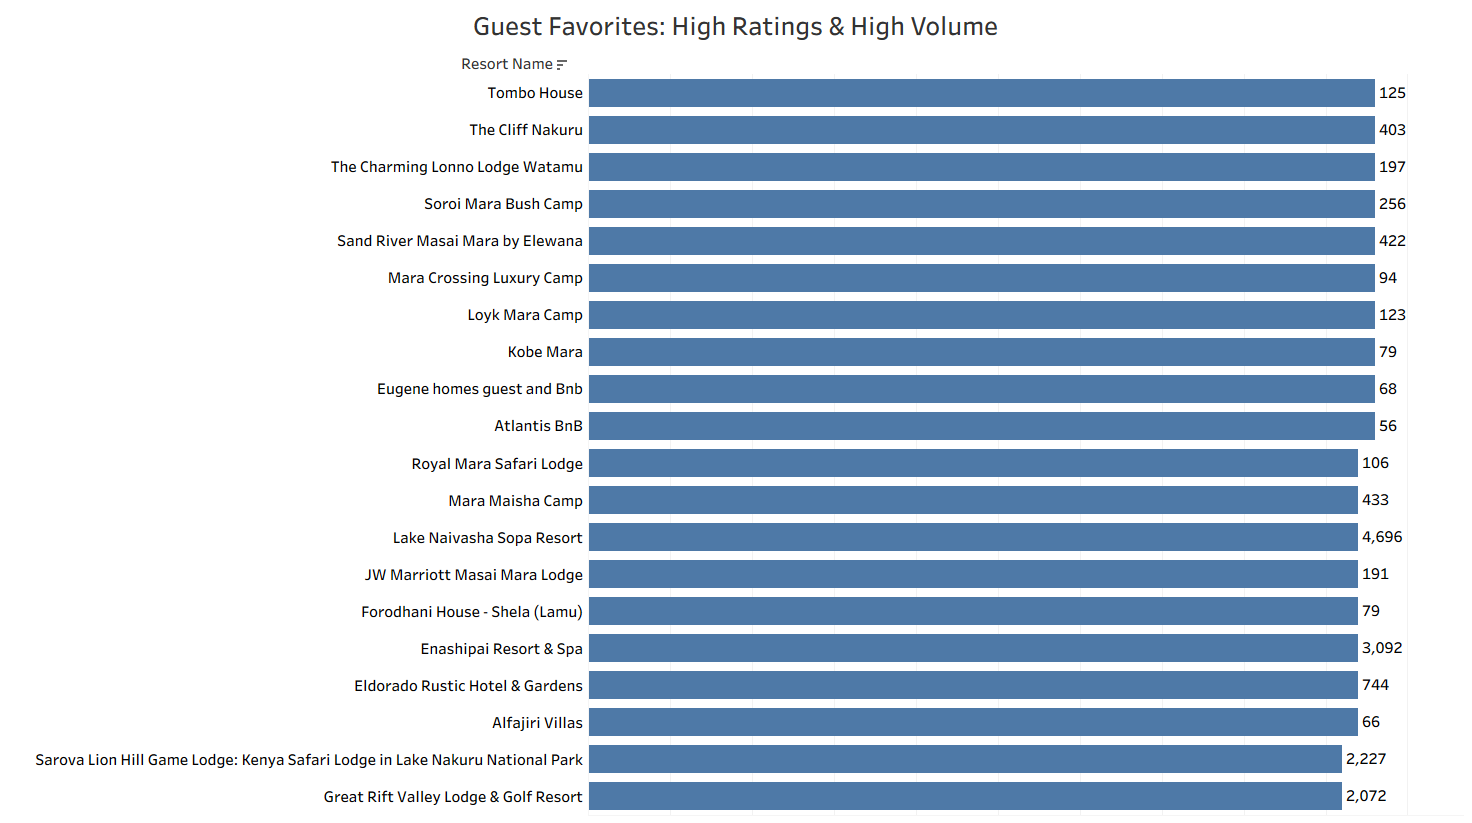 Guest Favorites: High Ratings & High Volume
Resort Name
Tombo House 125
The Cliff Nakuru 403
The Charming Lonno Lodge Watamu 197
Soroi Mara Bush Camp 256
Sand River Masai Mara by Elewana 422
Mara Crossing Luxury Camp 94
Loyk Mara Camp 123
Kobe Mara 79
Eugene homes guest and Bnb 68
Atlantis BnB 56
Royal Mara Safari Lodge 106
Mara Maisha Camp 433
Lake Naivasha Sopa Resort 4,696
JW Marriott Masai Mara Lodge 191
Forodhani House - Shela (Lamu) 79
Enashipai Resort & Spa 3,092
Eldorado Rustic Hotel & Gardens 744
Alfajiri Villas 66
Sarova Lion Hill Game Lodge: Kenya Safari Lodge in Lake Nakuru National Park 2,227
Great Rift Valley Lodge & Golf Resort 2,072